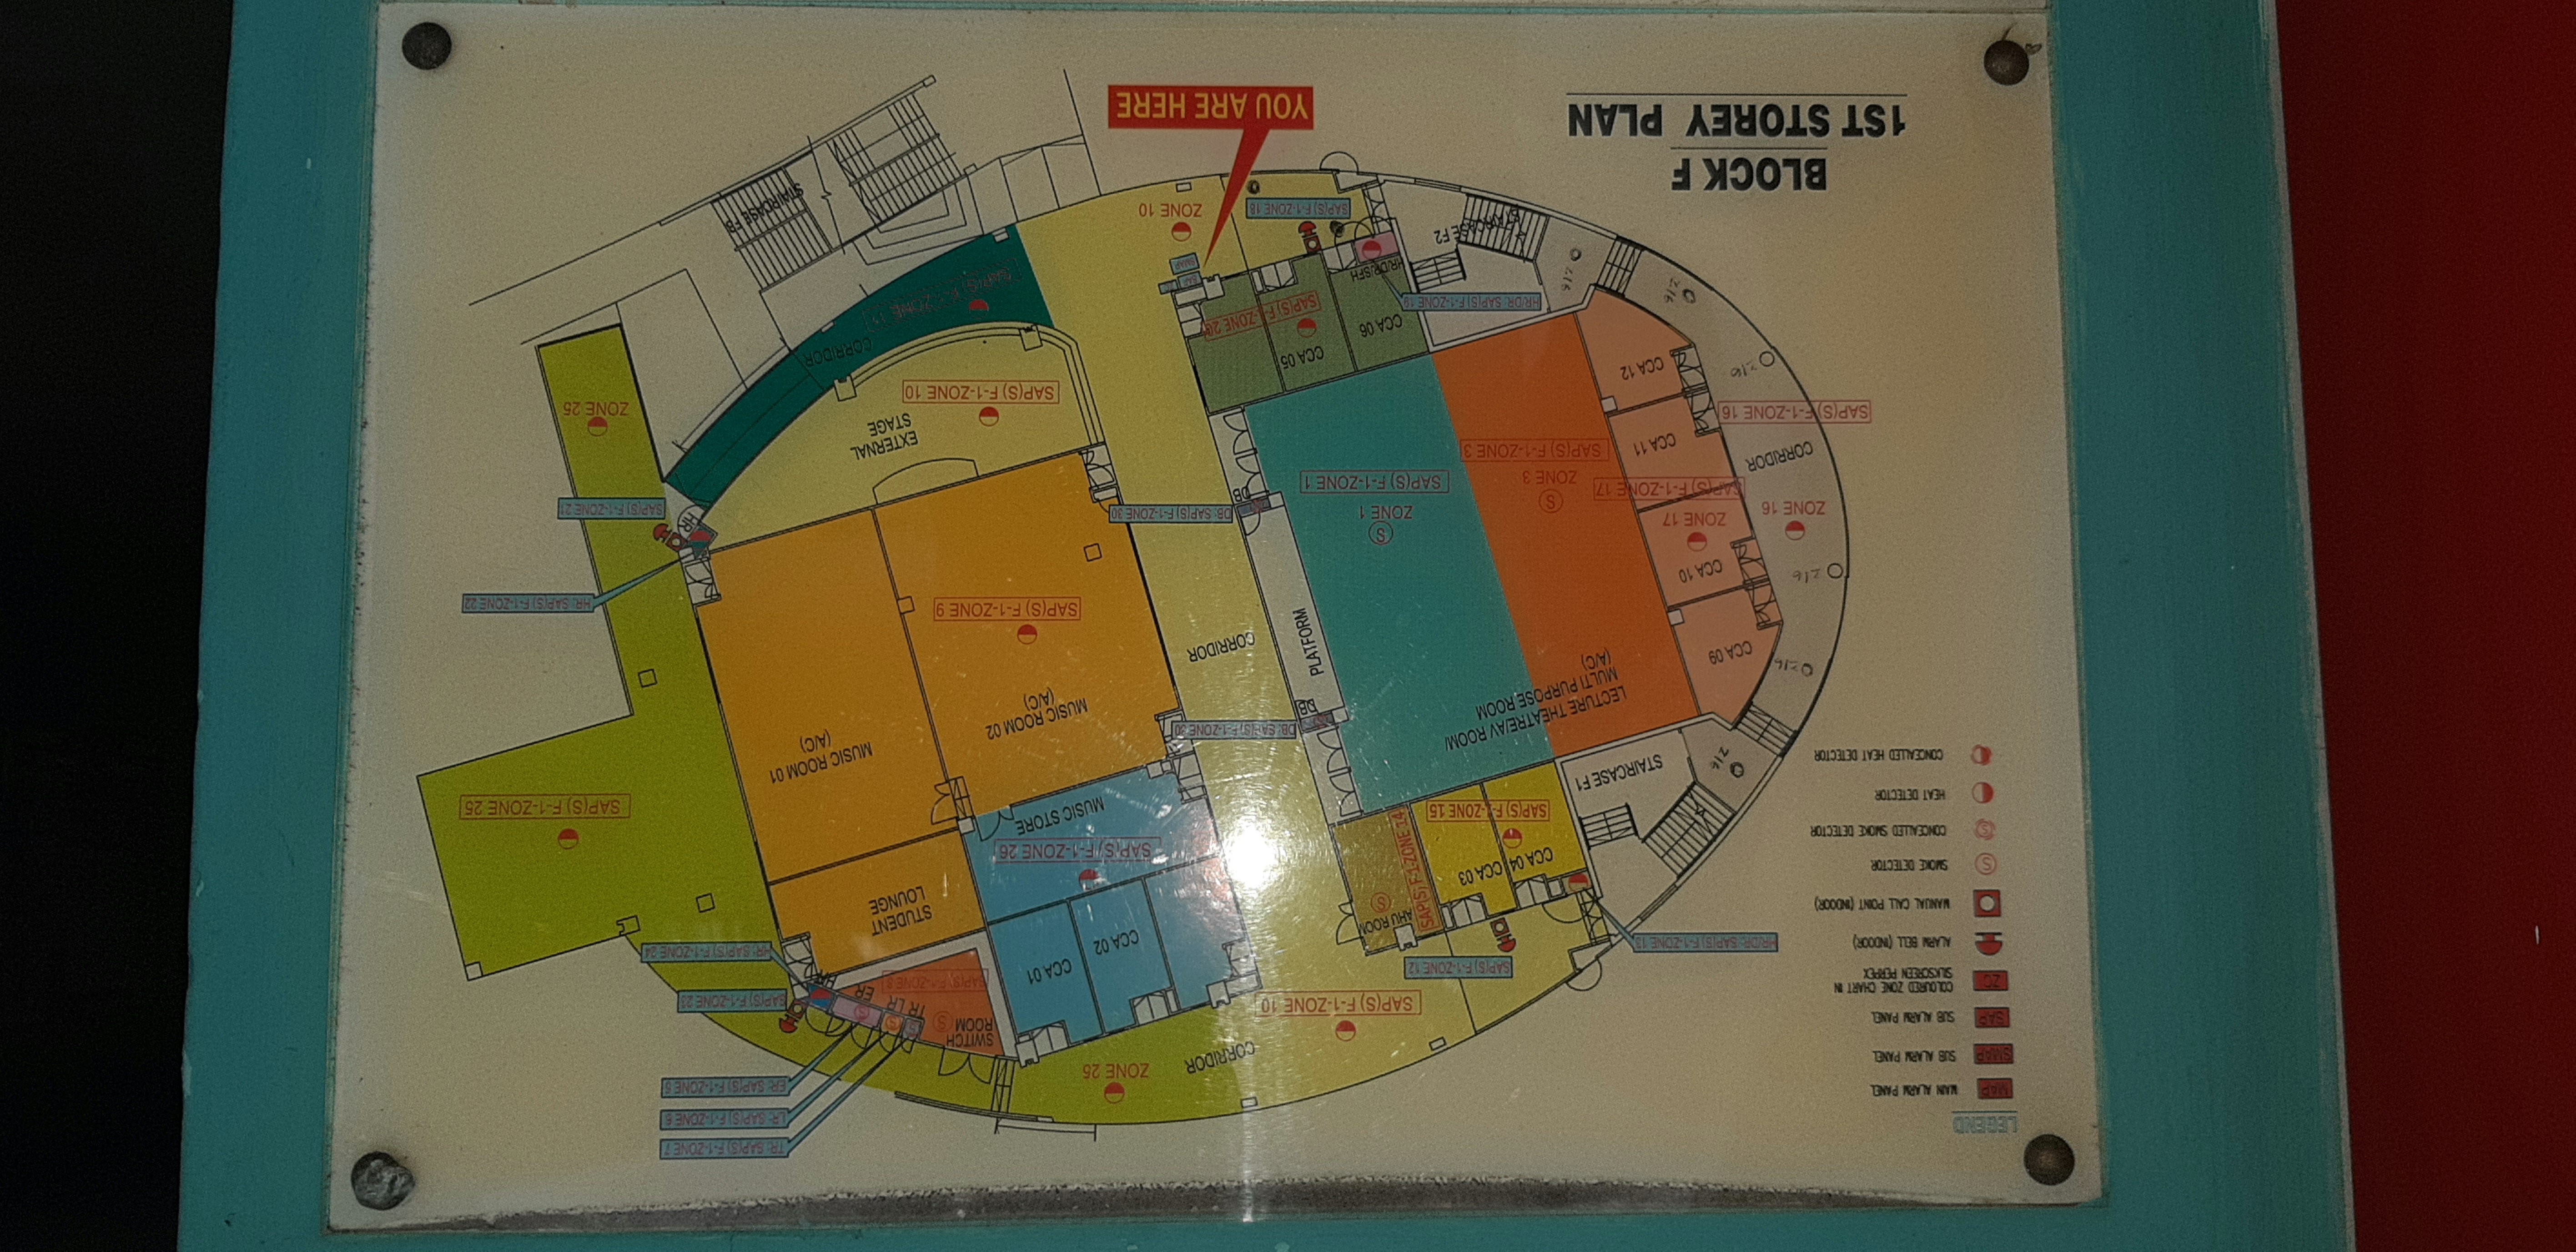 LEGEND
MAP MAIN ALARM PANEL
SMAP SUB ALARM PANEL
SAP SUB ALARM PANEL
ZC COLOURED ZONE CHART IN
SILKSCREEN PERPEX
ALARM BELL (INDOOR)
MANUAL CALL POINT (INDOOR)
S SMOKE DETECTOR
S CONCEALLED SMOKE DETECTOR
HEAT DETECTOR
CONCEALLED HEAT DETECTOR
TR: SAP(S) F-1-ZONE 7
LR: SAP(S) F-1-ZONE 6
ER: SAP(S) F-1-ZONE 5
CORRIDOR
ZONE 25
SAP(S) F-1-ZONE 10
SWITCH
ROOM
S
TR LR
ER
HR
SAP(S) F-1-ZONE 8
SAP(S) F-1-ZONE 23
HR: SAP(S) F-1-ZONE 24
SAP(S) F-1-ZONE 12
HR/DR: SAP(S) F-1-ZONE 13
CCA 04
CCA 03
SAP(S) F-1-ZONE 14
AHU ROOM
S
SAP(S) F-1-ZONE 15
CCA 02
CCA 01
SAP(S) F-1-ZONE 26
MUSIC STORE
STUDENT
LOUNGE
SAP(S) F-1-ZONE 25
STAIRCASE F1
Z16
LECTURE THEATRE/AV ROOM/
MULTI PURPOSE ROOM
(A/C)
DB: SAP(S) F-1-ZONE 30
DB
PLATFORM
CORRIDOR
MUSIC ROOM 02
(A/C)
MUSIC ROOM 01
(A/C)
SAP(S) F-1-ZONE 9
Z16
CCA 09
Z16
CCA 10
ZONE 16
ZONE 17
SAP(S) F-1-ZONE 17
S
ZONE 3
SAP(S) F-1-ZONE 3
S
ZONE 1
SAP(S) F-1-ZONE 1
DB: SAP(S) F-1-ZONE 30
DB
HR: SAP(S) F-1-ZONE 22
HR
SAP(S) F-1-ZONE 21
CORRIDOR
CCA 11
SAP(S) F-1-ZONE 16
Z16
CCA 12
EXTERNAL
STAGE
SAP(S) F-1-ZONE 10
ZONE 25
CORRIDOR
CCA 06
CCA 05
SAP(S) F-1-ZONE 20
HR/DR: SAP(S) F-1-ZONE 19
HR/DR/SFH
Z16
Z16
STAIRCASE F2
SAP
SMAP
SAP(S) F-1-ZONE 18
ZONE 10
STAIRCASE FB
YOU ARE HERE
BLOCK F
1ST STOREY PLAN